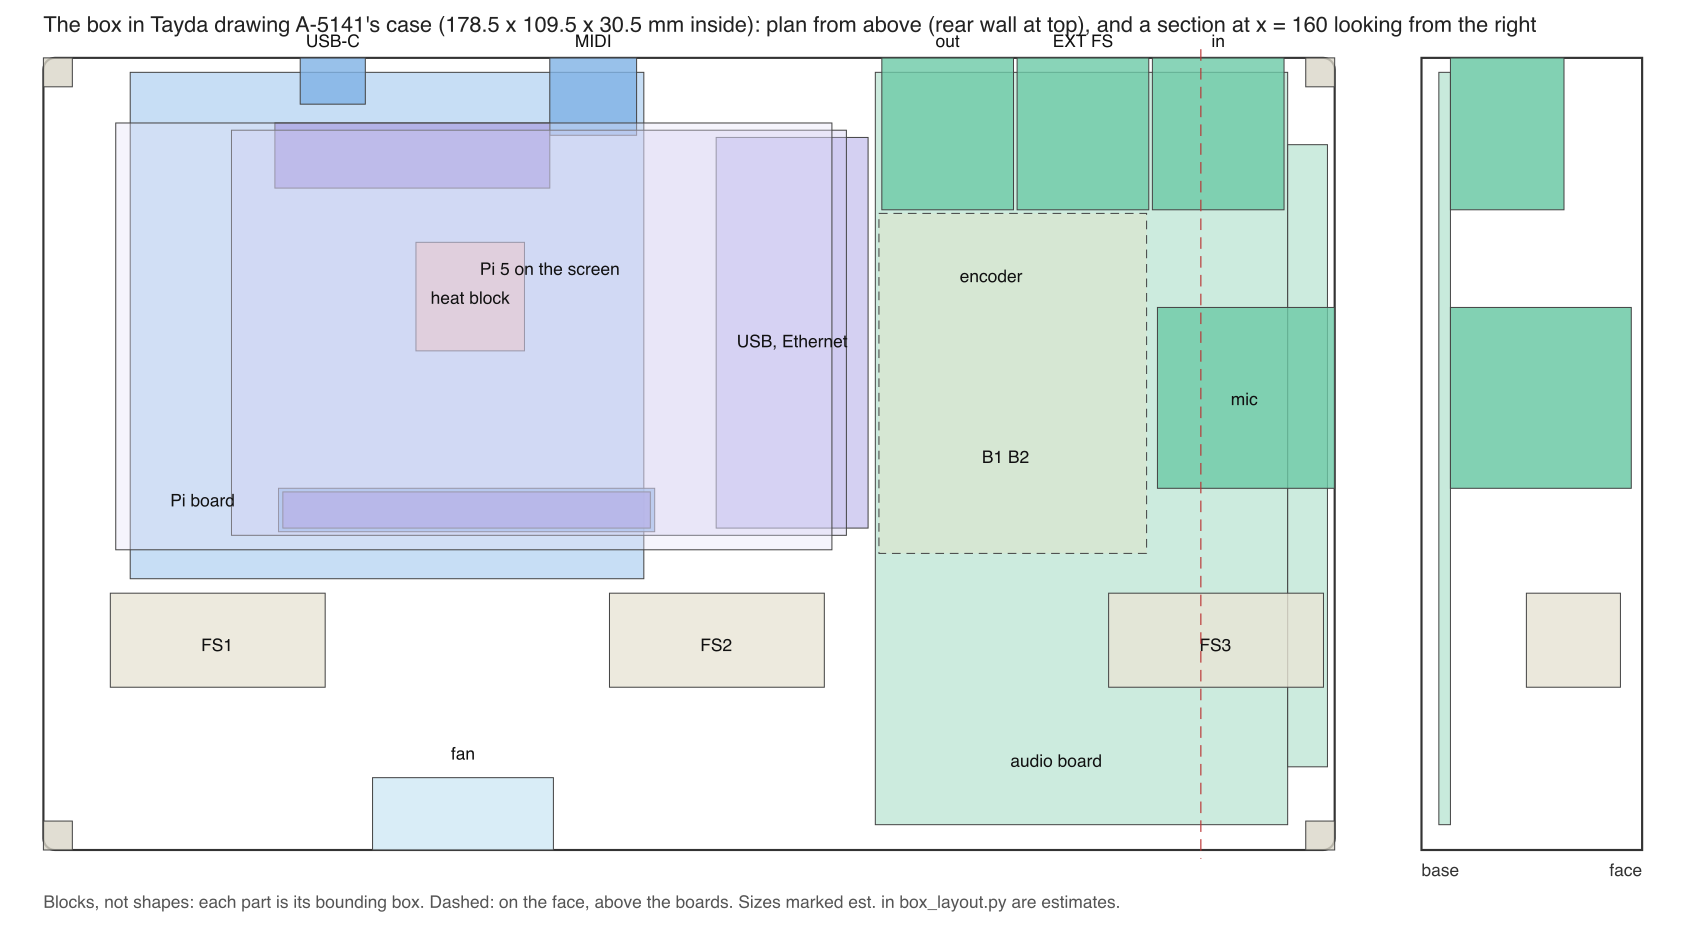 The box in Tayda drawing A-5141's case (178.5 x 109.5 x 30.5 mm inside): plan from above (rear wall at top), and a section at x = 160 looking from the right
USB-C
MIDI
out
EXT FS
in
encoder
Pi 5 on the screen
heat block
USB, Ethernet
mic
B1 B2
Pi board
FS1
FS2
FS3
fan
audio board
base
face
Blocks, not shapes: each part is its bounding box. Dashed: on the face, above the boards. Sizes marked est. in box_layout.py are estimates.